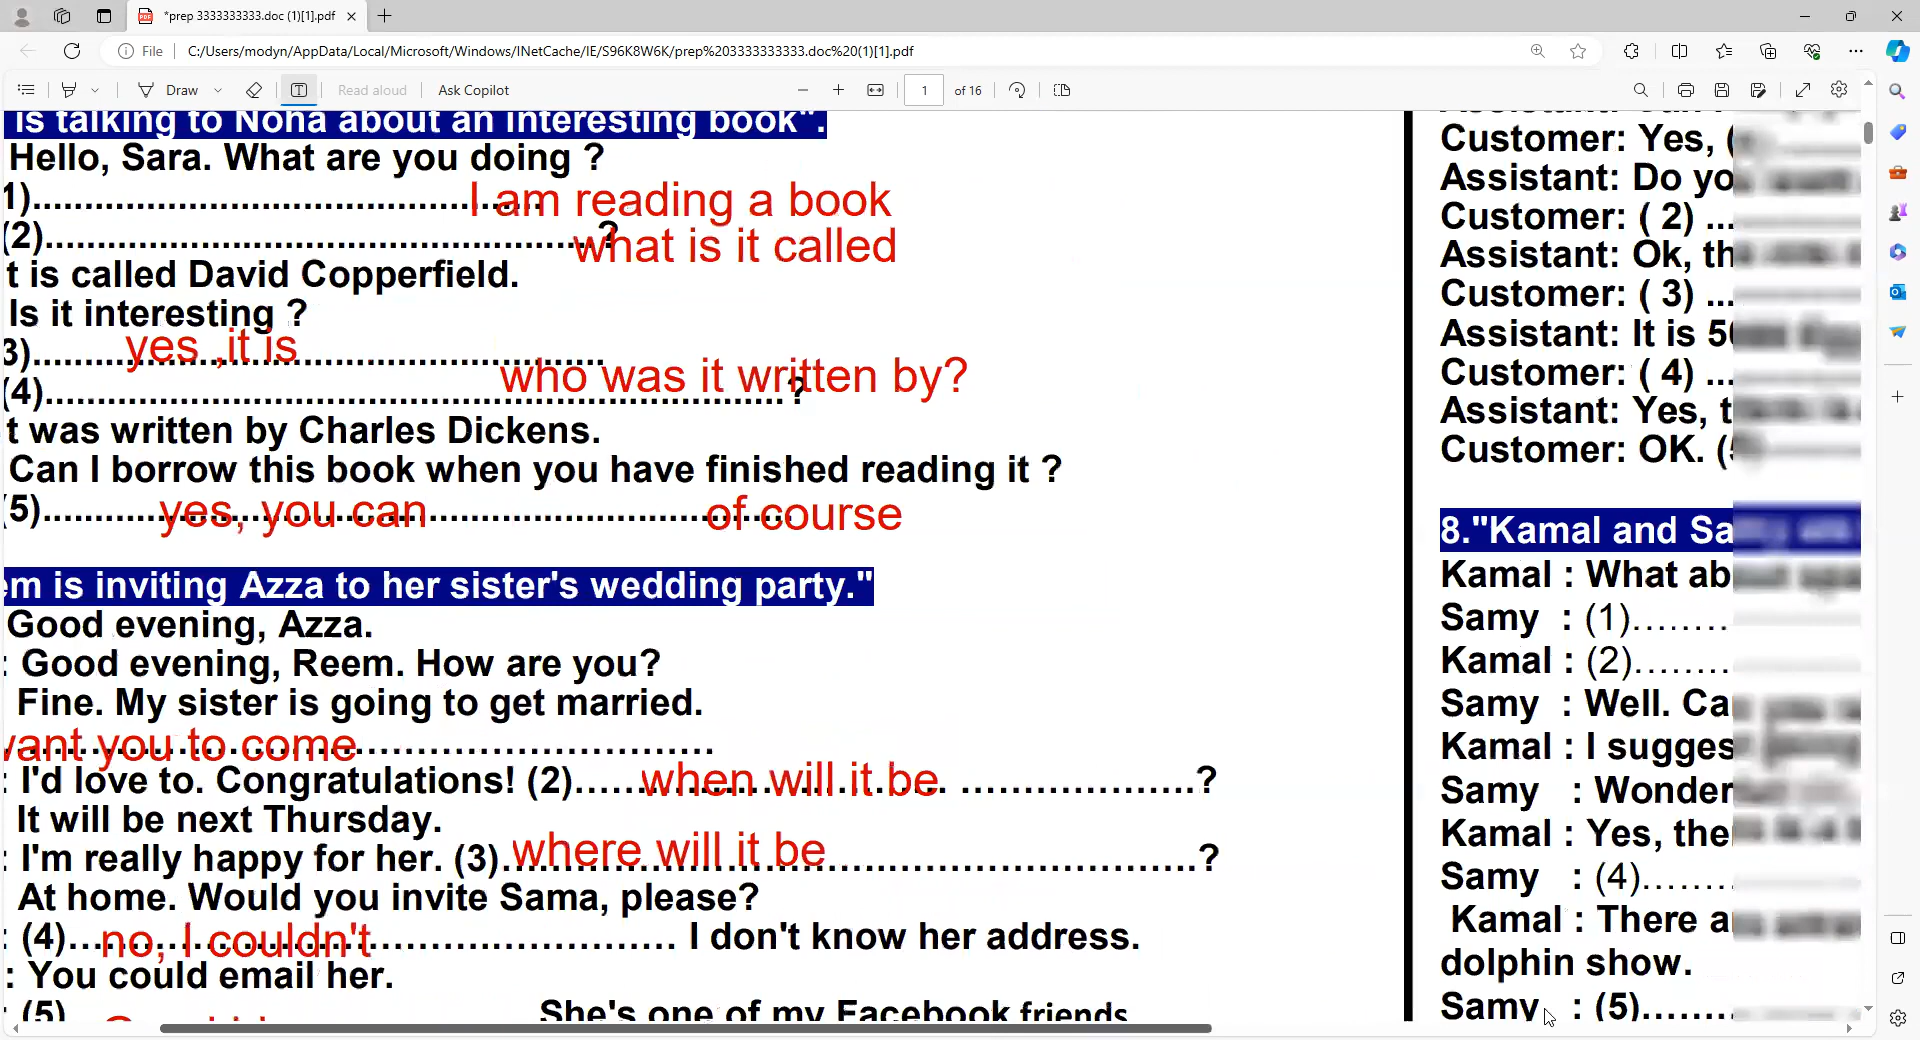 *prep 3333333333.doc (1)[1].pdf
File
C:/Users/modyn/AppData/Local/Microsoft/Windows/INetCache/IE/S96K8W6K/prep%203333333333.doc%20(1)[1].pdf
Draw
Read aloud
Ask Copilot
1 of 16
is talking to Noha about an interesting book".
Hello, Sara. What are you doing ?
1)............................................. I am reading a book
(2).....................................................? what is it called
t is called David Copperfield.
Is it interesting ?
3)....................................................... yes ,it is
(4)......................................................................? who was it written by?
t was written by Charles Dickens.
Can I borrow this book when you have finished reading it ?
(5)........................................................................ yes, you can of course
em is inviting Azza to her sister's wedding party."
Good evening, Azza.
: Good evening, Reem. How are you?
Fine. My sister is going to get married.
want you to come..................................
: I'd love to. Congratulations! (2)......when will it be.....................?
It will be next Thursday.
: I'm really happy for her. (3).where will it be....................................?
At home. Would you invite Sama, please?
: (4)...no, I couldn't............................. I don't know her address.
: You could email her.
: (5) She's one of my Facebook friends
Customer: Yes, (
Assistant: Do yo
Customer: ( 2) ...
Assistant: Ok, th
Customer: ( 3) ...
Assistant: It is 5
Customer: ( 4) ...
Assistant: Yes, t
Customer: OK. (
8."Kamal and Sa
Kamal : What ab
Samy : (1)........
Kamal : (2)........
Samy : Well. Ca
Kamal : I sugges
Samy : Wonder
Kamal : Yes, the
Samy : (4).......
Kamal : There a
dolphin show.
Samy : (5).......